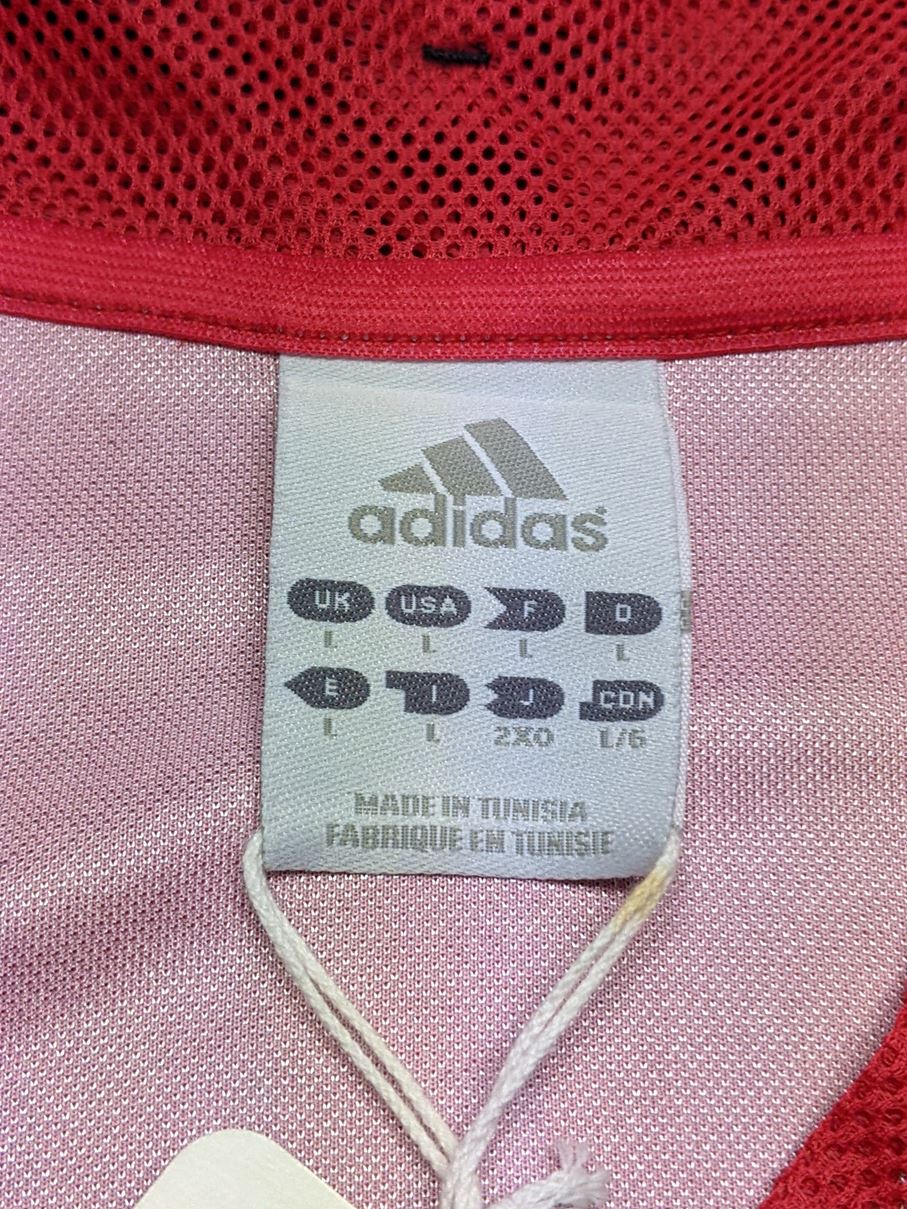 adidas
UK USA F D
L L L L
E I J CDN
L L 2XO L/G
MADE IN TUNISIA
FABRIQUE EN TUNISIE